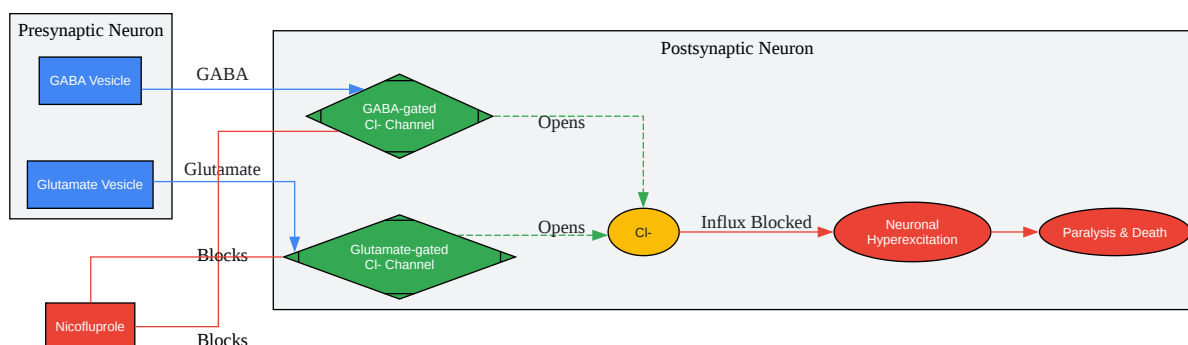 Presynaptic Neuron
Postsynaptic Neuron
GABA Vesicle
GABA
GABA-gated
Cl- Channel
Opens
Glutamate Vesicle
Glutamate
Glutamate-gated
Cl- Channel
Opens
Cl-
Influx Blocked
Neuronal
Hyperexcitation
Paralysis & Death
Blocks
Nicofluprole
Blocks